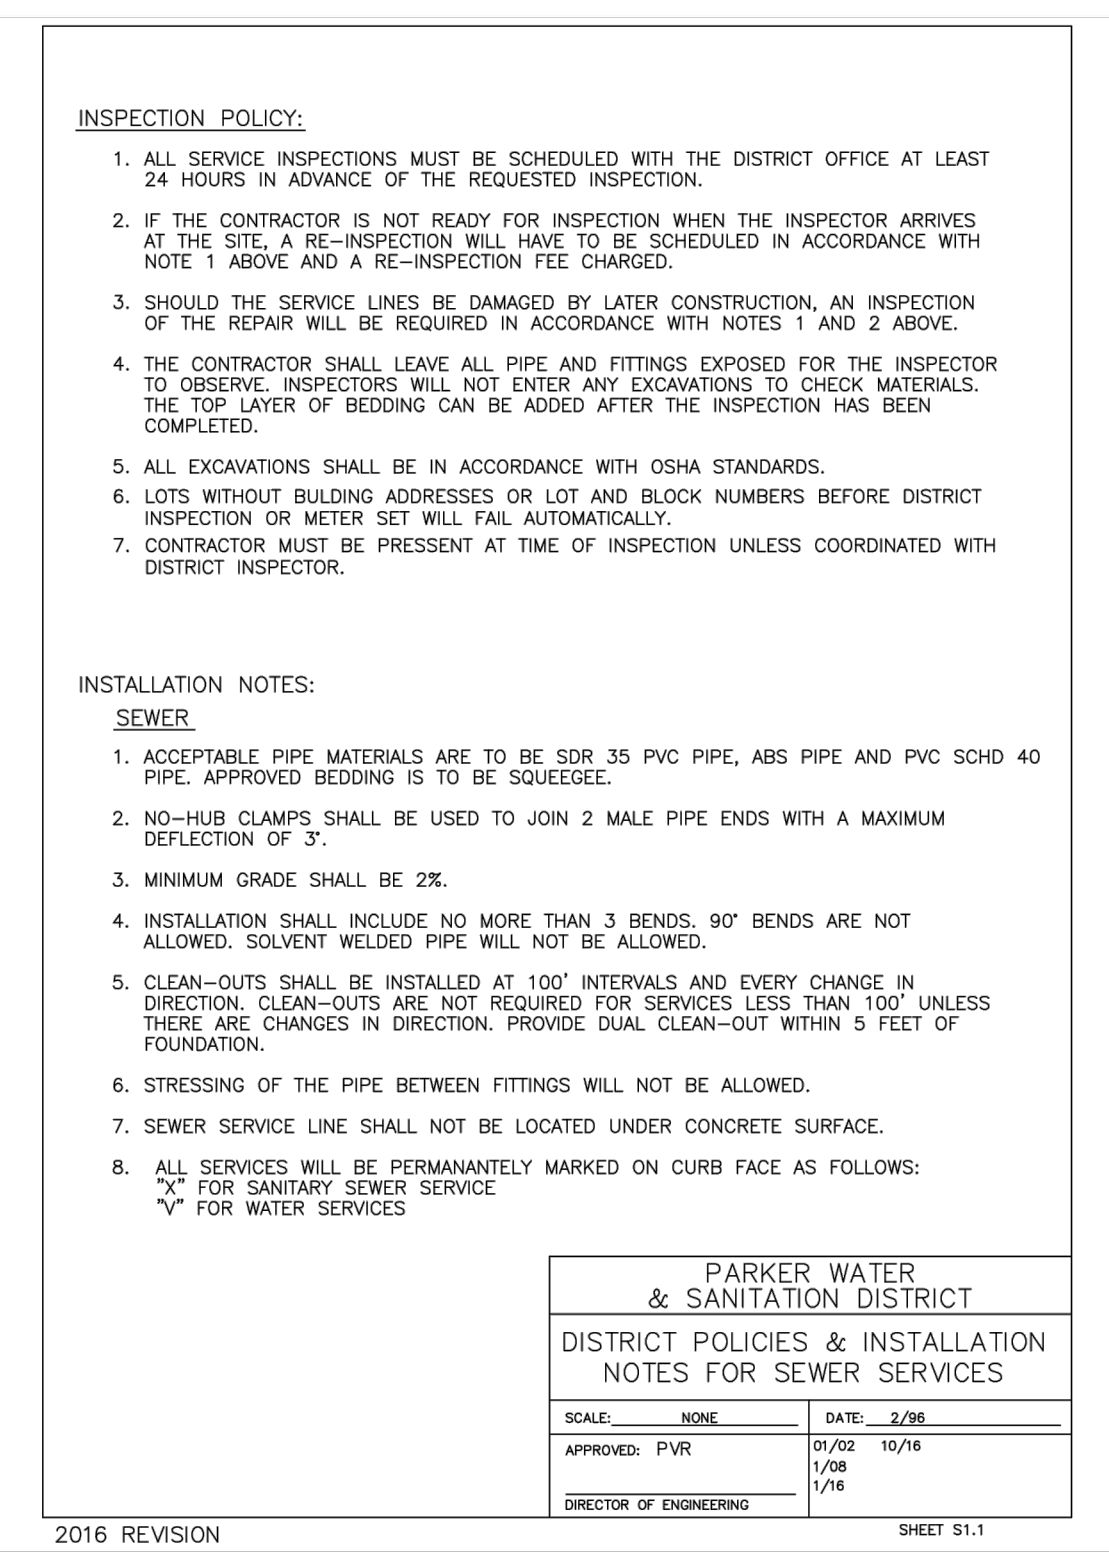 INSPECTION POLICY:
1. ALL SERVICE INSPECTIONS MUST BE SCHEDULED WITH THE DISTRICT OFFICE AT LEAST
24 HOURS IN ADVANCE OF THE REQUESTED INSPECTION.
2. IF THE CONTRACTOR IS NOT READY FOR INSPECTION WHEN THE INSPECTOR ARRIVES
AT THE SITE, A RE-INSPECTION WILL HAVE TO BE SCHEDULED IN ACCORDANCE WITH
NOTE 1 ABOVE AND A RE-INSPECTION FEE CHARGED.
3. SHOULD THE SERVICE LINES BE DAMAGED BY LATER CONSTRUCTION, AN INSPECTION
OF THE REPAIR WILL BE REQUIRED IN ACCORDANCE WITH NOTES 1 AND 2 ABOVE.
4. THE CONTRACTOR SHALL LEAVE ALL PIPE AND FITTINGS EXPOSED FOR THE INSPECTOR
TO OBSERVE. INSPECTORS WILL NOT ENTER ANY EXCAVATIONS TO CHECK MATERIALS.
THE TOP LAYER OF BEDDING CAN BE ADDED AFTER THE INSPECTION HAS BEEN
COMPLETED.
5. ALL EXCAVATIONS SHALL BE IN ACCORDANCE WITH OSHA STANDARDS.
6. LOTS WITHOUT BULDING ADDRESSES OR LOT AND BLOCK NUMBERS BEFORE DISTRICT
INSPECTION OR METER SET WILL FAIL AUTOMATICALLY.
7. CONTRACTOR MUST BE PRESSENT AT TIME OF INSPECTION UNLESS COORDINATED WITH
DISTRICT INSPECTOR.
INSTALLATION NOTES:
SEWER
1. ACCEPTABLE PIPE MATERIALS ARE TO BE SDR 35 PVC PIPE, ABS PIPE AND PVC SCHD 40
PIPE. APPROVED BEDDING IS TO BE SQUEEGEE.
2. NO-HUB CLAMPS SHALL BE USED TO JOIN 2 MALE PIPE ENDS WITH A MAXIMUM
DEFLECTION OF 3°.
3. MINIMUM GRADE SHALL BE 2%.
4. INSTALLATION SHALL INCLUDE NO MORE THAN 3 BENDS. 90° BENDS ARE NOT
ALLOWED. SOLVENT WELDED PIPE WILL NOT BE ALLOWED.
5. CLEAN-OUTS SHALL BE INSTALLED AT 100' INTERVALS AND EVERY CHANGE IN
DIRECTION. CLEAN-OUTS ARE NOT REQUIRED FOR SERVICES LESS THAN 100' UNLESS
THERE ARE CHANGES IN DIRECTION. PROVIDE DUAL CLEAN-OUT WITHIN 5 FEET OF
FOUNDATION.
6. STRESSING OF THE PIPE BETWEEN FITTINGS WILL NOT BE ALLOWED.
7. SEWER SERVICE LINE SHALL NOT BE LOCATED UNDER CONCRETE SURFACE.
8. ALL SERVICES WILL BE PERMANANTELY MARKED ON CURB FACE AS FOLLOWS:
"X" FOR SANITARY SEWER SERVICE
"V" FOR WATER SERVICES
PARKER WATER
& SANITATION DISTRICT
DISTRICT POLICIES & INSTALLATION
NOTES FOR SEWER SERVICES
SCALE: NONE
DATE: 2/96
APPROVED: PVR
01/02 10/16
1/08
1/16
DIRECTOR OF ENGINEERING
2016 REVISION
SHEET S1.1